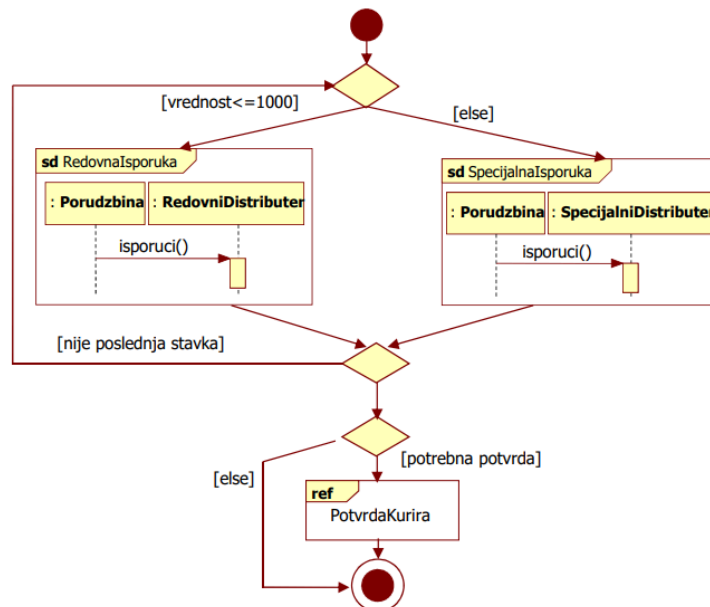 [vrednost<=1000]
[else]
sd RedovnaIsporuka
: Porudzbina
: RedovniDistributer
isporuci()
sd SpecijalnaIsporuka
: Porudzbina
: SpecijalniDistributer
isporuci()
[nije poslednja stavka]
[else]
[potrebna potvrda]
ref
PotvrdaKurira